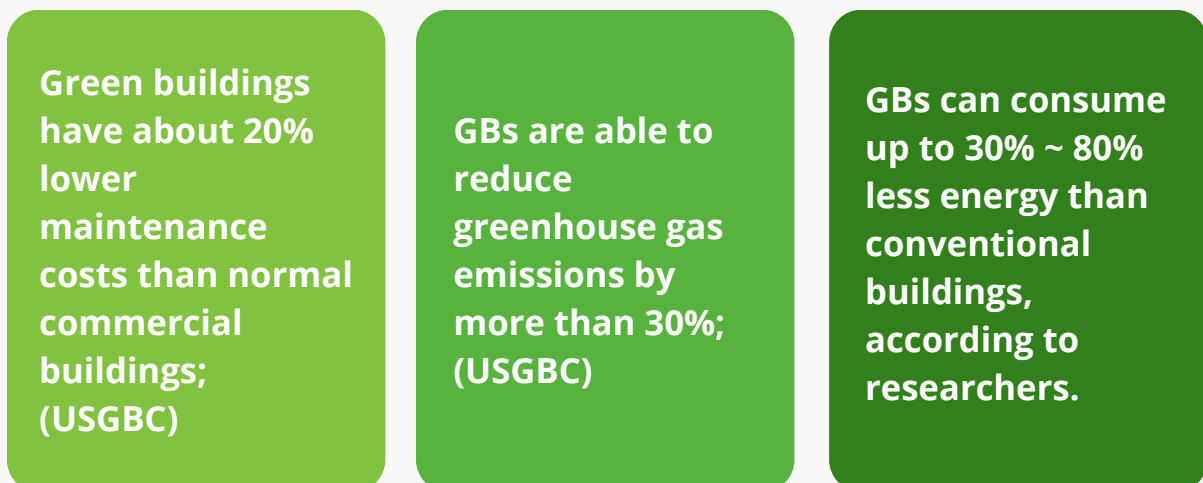 Green buildings
have about 20%
lower
maintenance
costs than normal
commercial
buildings;
(USGBC)
GBs are able to
reduce
greenhouse gas
emissions by
more than 30%;
(USGBC)
GBs can consume
up to 30% ~ 80%
less energy than
conventional
buildings,
according to
researchers.